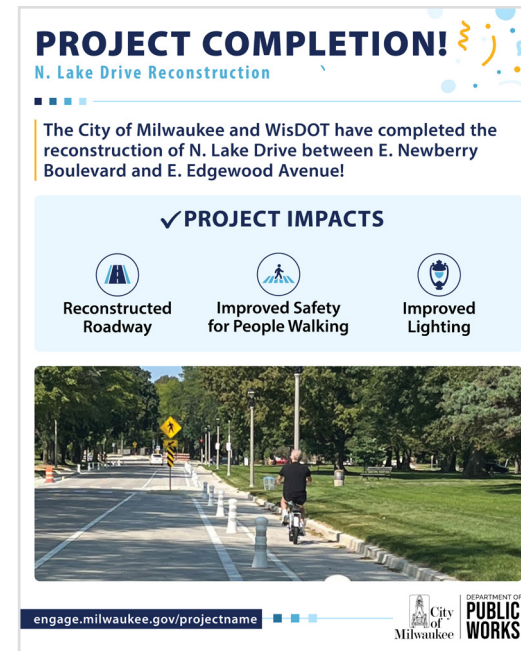 PROJECT COMPLETION!
N. Lake Drive Reconstruction
The City of Milwaukee and WisDOT have completed the
reconstruction of N. Lake Drive between E. Newberry
Boulevard and E. Edgewood Avenue!
PROJECT IMPACTS
Reconstructed
Roadway
Improved Safety
for People Walking
Improved
Lighting
engage.milwaukee.gov/projectname
City
of
Milwaukee
DEPARTMENT OF
PUBLIC
WORKS